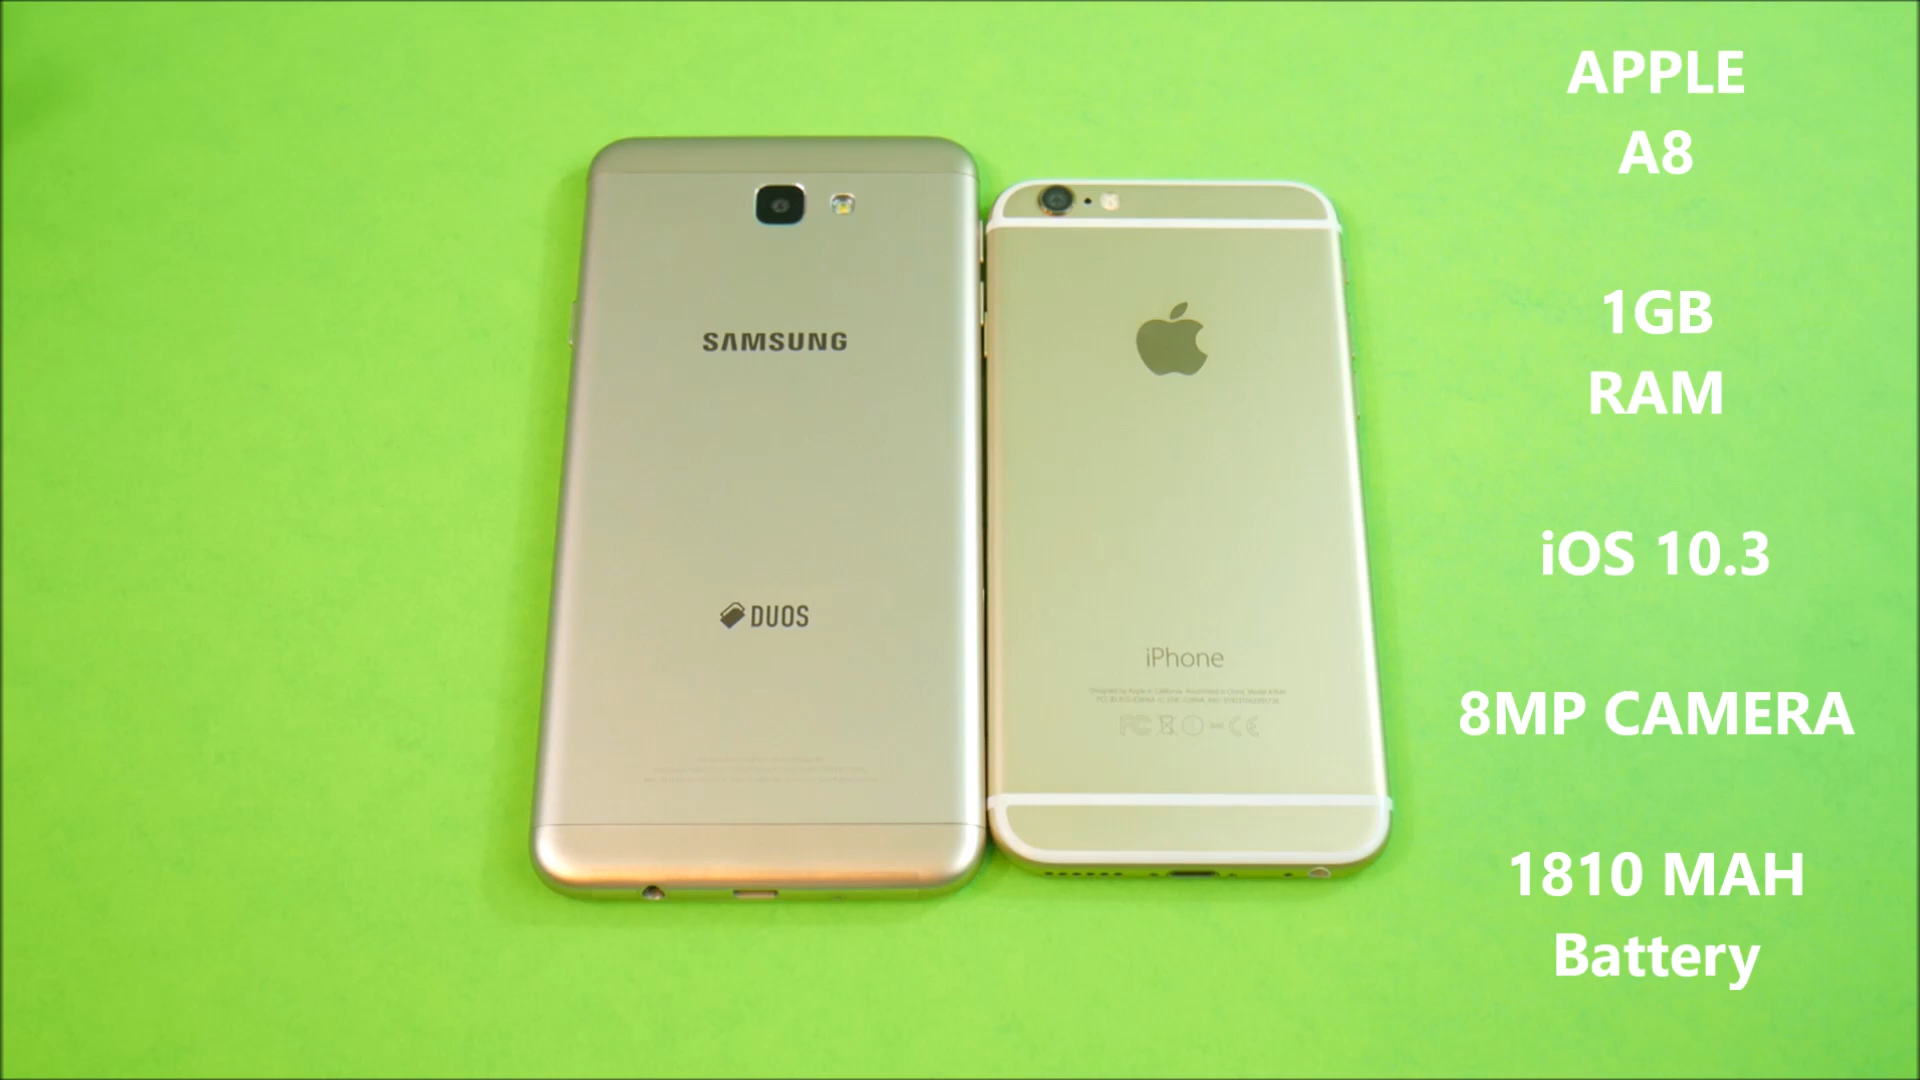 SAMSUNG
DUOS
iPhone
APPLE
A8
1GB
RAM
iOS 10.3
8MP CAMERA
1810 MAH
Battery